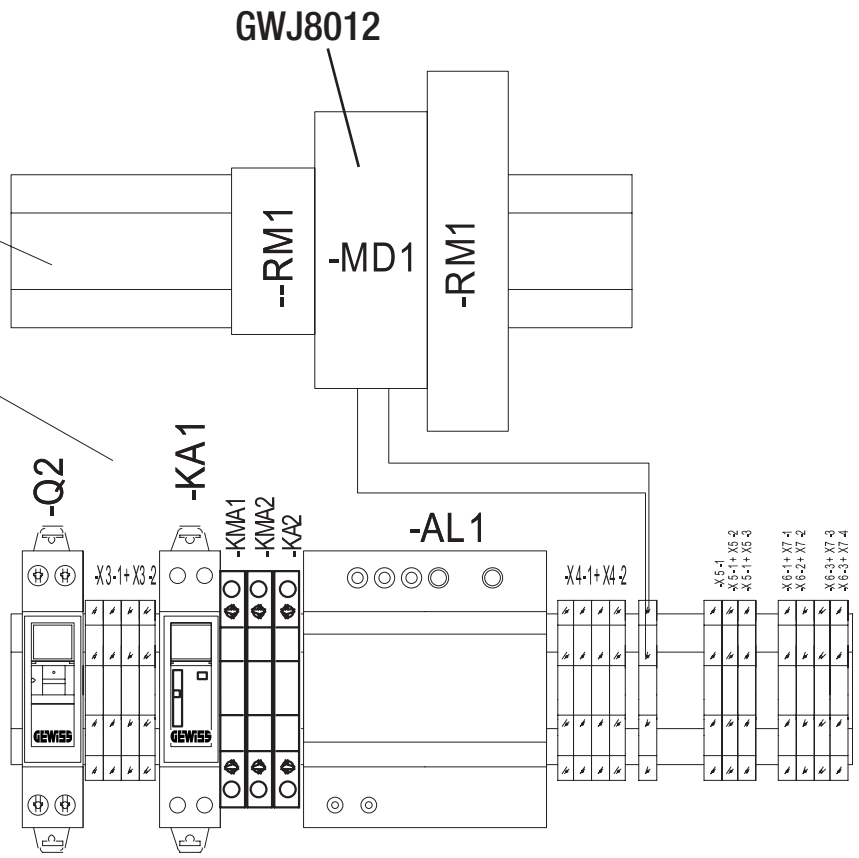 GWJ8012
--RM1
-MD1
-RM1
-Q2
-KA1
-KMA1
-KMA2
-KA2
-AL1
-X3-1+X3-2
-X4-1+X4-2
-X5-1
-X5-1+X5-2
-X5-1+X5-3
-X6-1+X7-1
-X6-2+X7-2
-X6-3+X7-3
-X6-3+X7-4
GEWISS
GEWISS